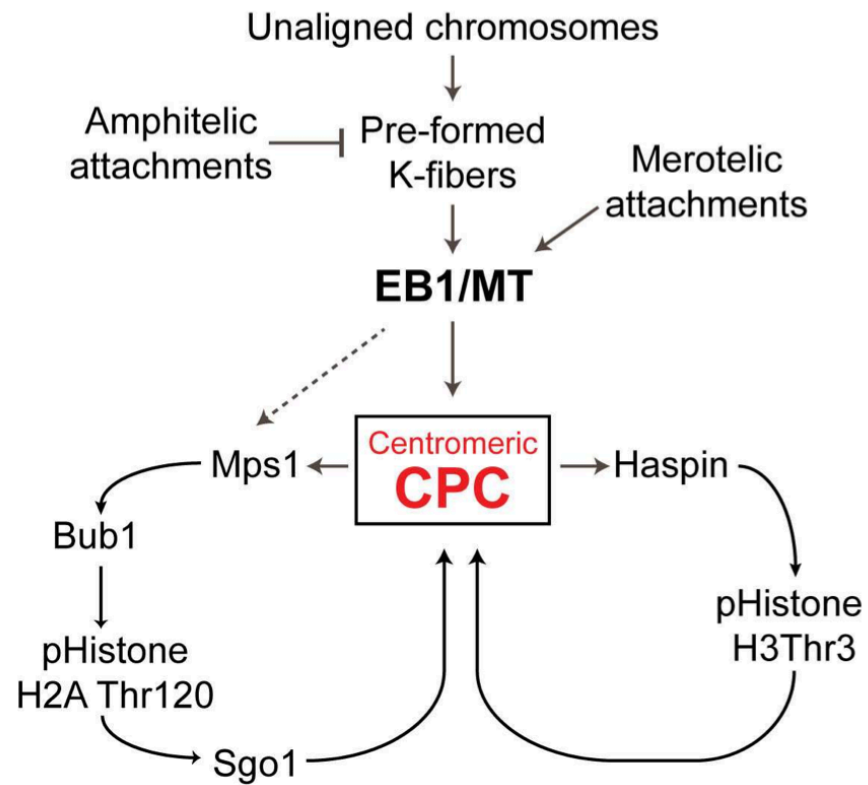 Unaligned chromosomes
Amphitelic
attachments
Pre-formed
K-fibers
Merotelic
attachments
EB1/MT
Centromeric
CPC
Mps1
Haspin
Bub1
pHistone
H2A Thr120
Sgo1
pHistone
H3Thr3